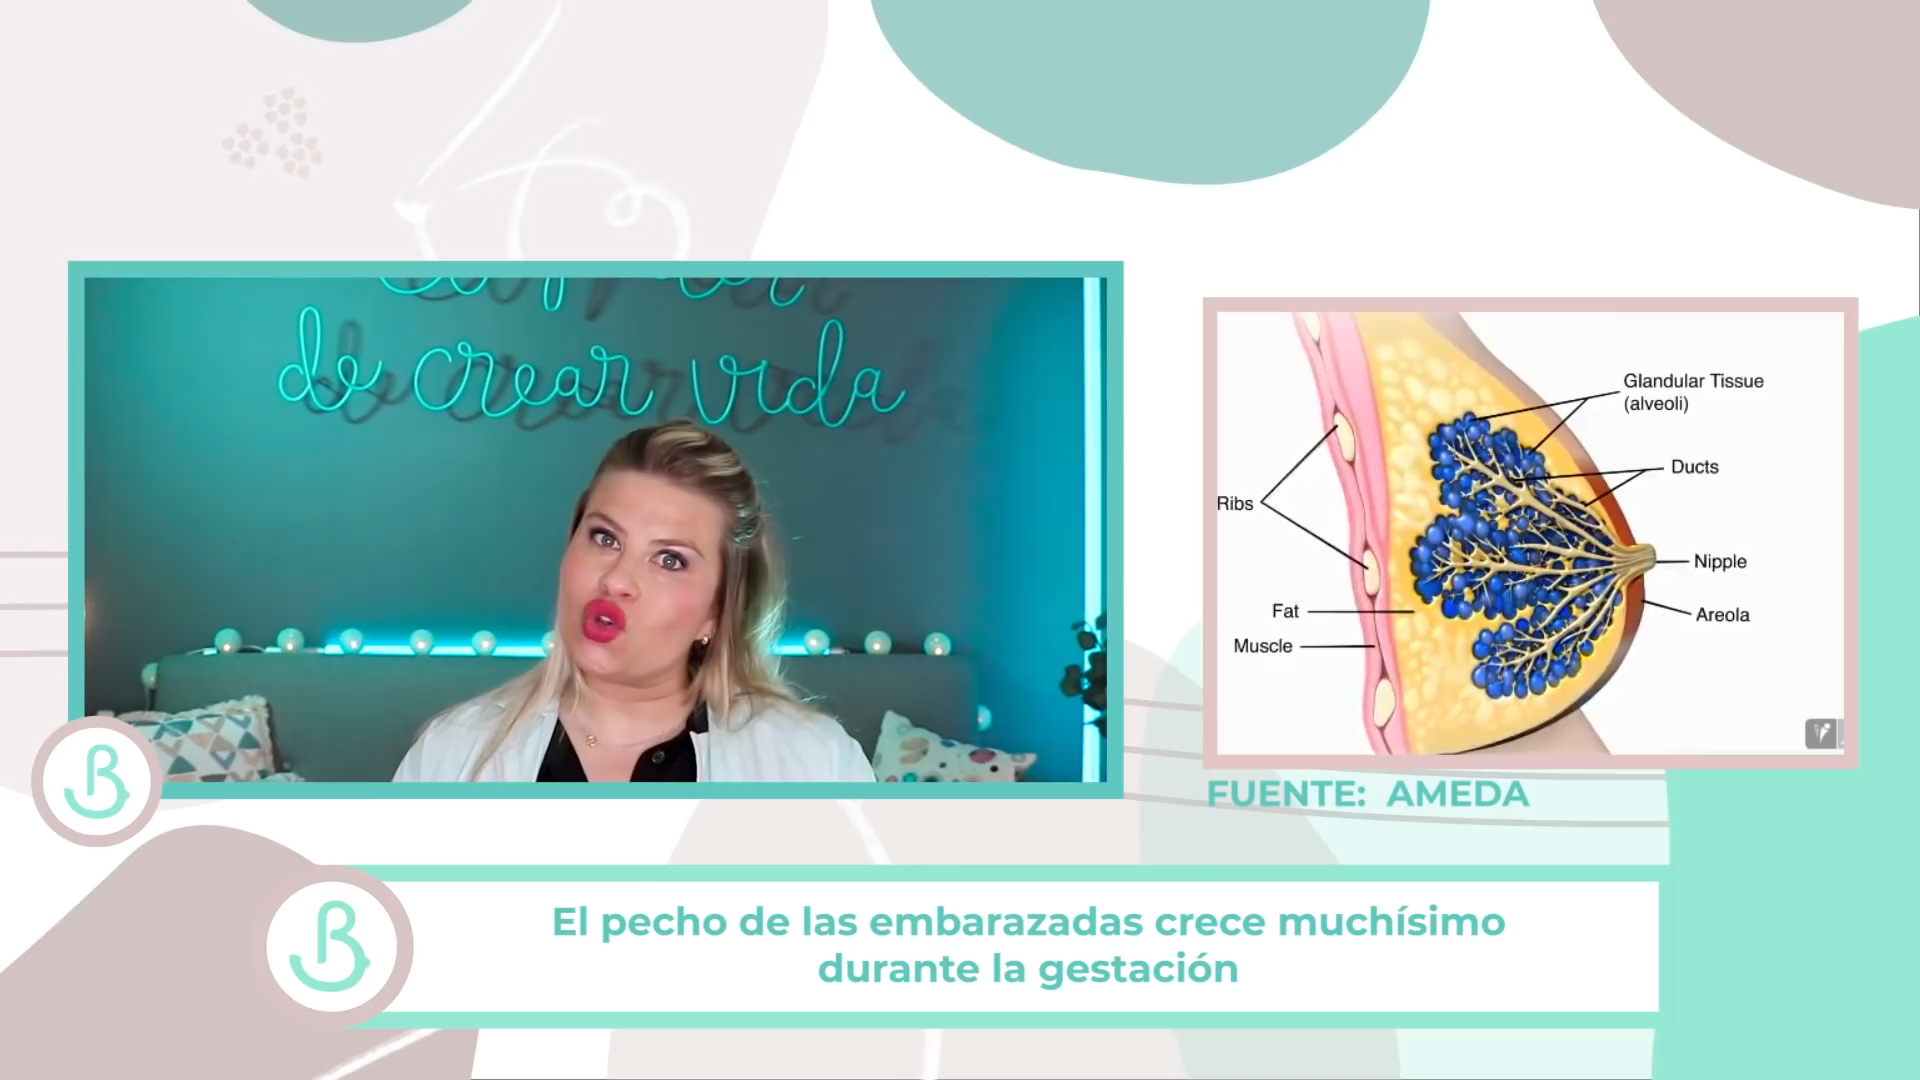 de crear vida
Glandular Tissue
(alveoli)
Ducts
Ribs
Nipple
Fat
Areola
Muscle
FUENTE: AMEDA
El pecho de las embarazadas crece muchísimo
durante la gestación